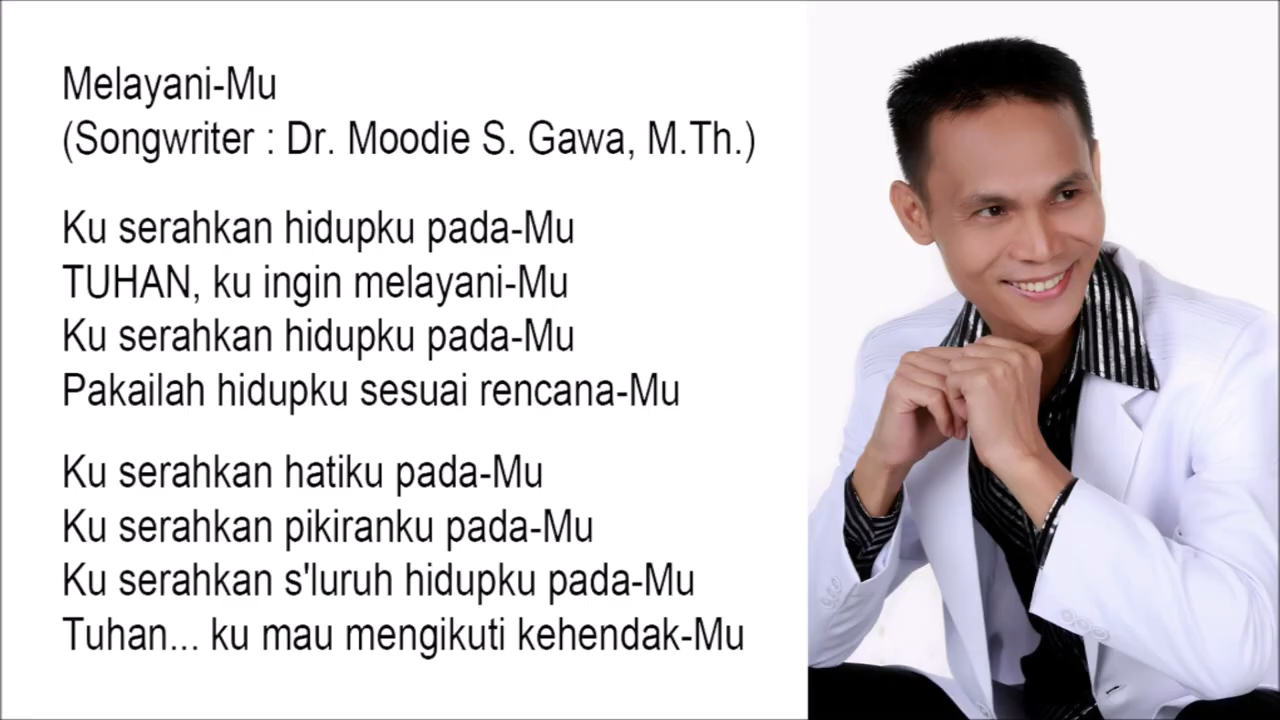 Melayani-Mu
(Songwriter : Dr. Moodie S. Gawa, M.Th.)
Ku serahkan hidupku pada-Mu
TUHAN, ku ingin melayani-Mu
Ku serahkan hidupku pada-Mu
Pakailah hidupku sesuai rencana-Mu
Ku serahkan hatiku pada-Mu
Ku serahkan pikiranku pada-Mu
Ku serahkan s'luruh hidupku pada-Mu
Tuhan... ku mau mengikuti kehendak-Mu